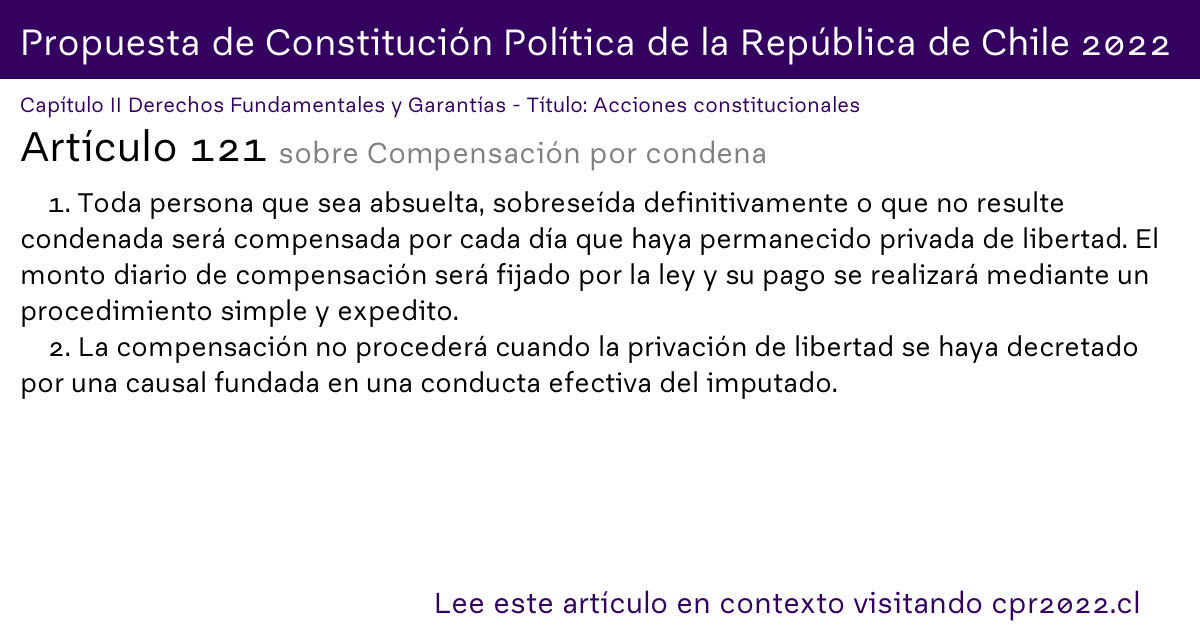 Propuesta de Constitución Política de la República de Chile 2022
Capítulo II Derechos Fundamentales y Garantías - Título: Acciones constitucionales
Artículo 121 sobre Compensación por condena
1. Toda persona que sea absuelta, sobreseída definitivamente o que no resulte
condenada será compensada por cada día que haya permanecido privada de libertad. El
monto diario de compensación será fijado por la ley y su pago se realizará mediante un
procedimiento simple y expedito.
2. La compensación no procederá cuando la privación de libertad se haya decretado
por una causal fundada en una conducta efectiva del imputado.
Lee este artículo en contexto visitando cpr2022.cl